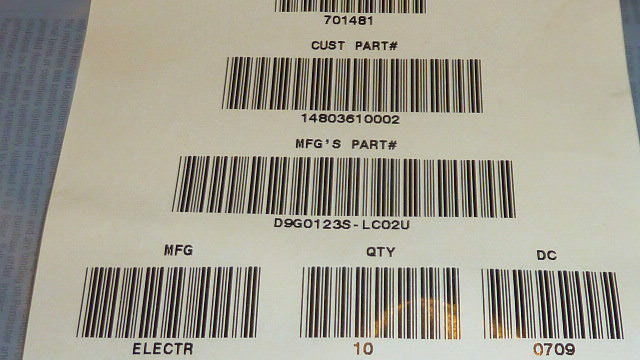 701481
CUST PART#
14803610002
MFG'S PART#
D9G0123S-LC02U
MFG QTY DC
ELECTR 10 0709